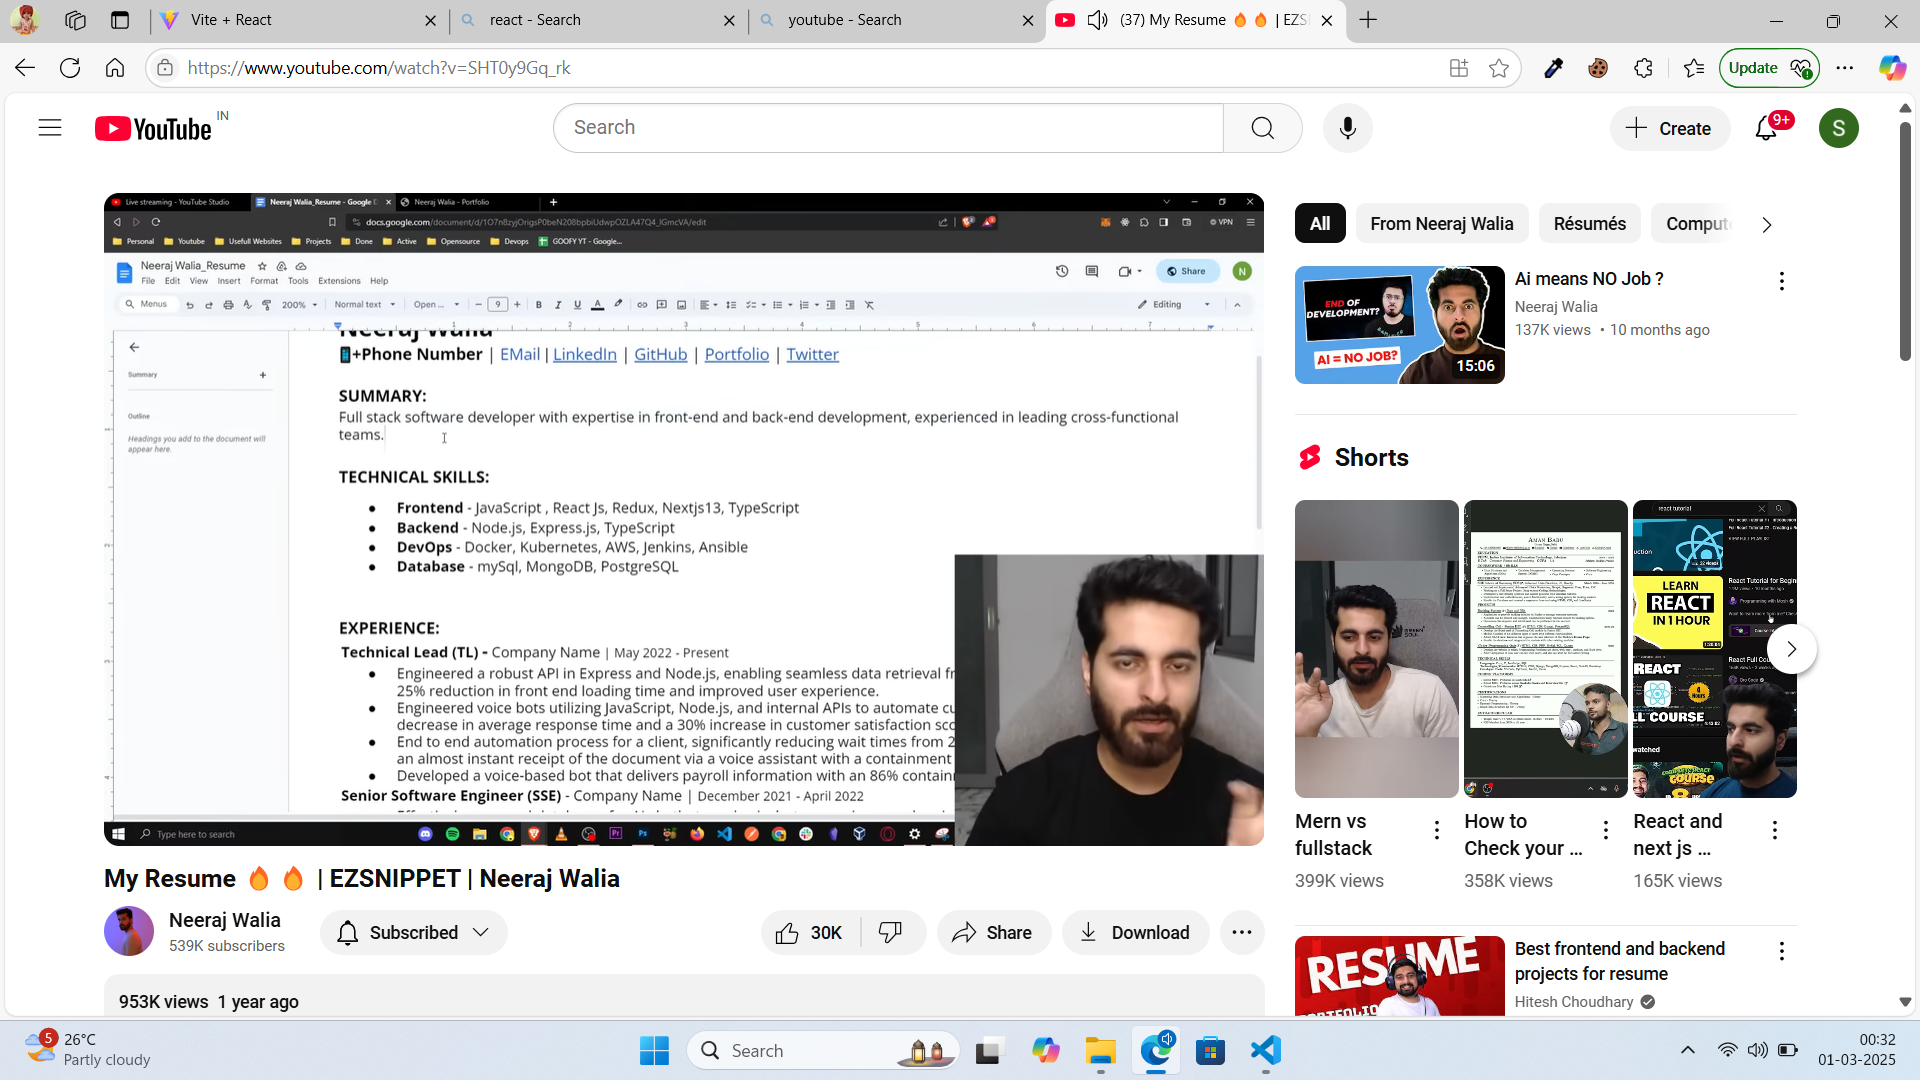 Vite + React
react - Search
youtube - Search
(37) My Resume 🔥 🔥 | EZS
https://www.youtube.com/watch?v=SHT0y9Gq_rk
Update
YouTube IN
Search
Create
9+
S
Live streaming - YouTube Studio
Neeraj Walia_Resume - Google D
Neeraj Walia - Portfolio
docs.google.com/document/d/
VPN
Personal
Youtube
Usefull Websites
Projects
Done
Active
Opensource
Devops
GOOFY YT - Google...
Neeraj Walia_Resume
File Edit View Insert Format Tools Extensions Help
Share
N
Menus
200%
Normal text
Open ...
9
Editing
Summary
Outline
Headings you add to the document will
appear here.
Neeraj Walia
+Phone Number | EMail | LinkedIn | GitHub | Portfolio | Twitter
SUMMARY:
Full stack software developer with expertise in front-end and back-end development, experienced in leading cross-functional
teams.
TECHNICAL SKILLS:
● Frontend - JavaScript , React Js, Redux, Nextjs13, TypeScript
● Backend - Node.js, Express.js, TypeScript
● DevOps - Docker, Kubernetes, AWS, Jenkins, Ansible
● Database - mySql, MongoDB, PostgreSQL
EXPERIENCE:
Technical Lead (TL) - Company Name | May 2022 - Present
● Engineered a robust API in Express and Node.js, enabling seamless data retrieval fr
25% reduction in front end loading time and improved user experience.
● Engineered voice bots utilizing JavaScript, Node.js, and internal APIs to automate cu
decrease in average response time and a 30% increase in customer satisfaction sco
● End to end automation process for a client, significantly reducing wait times from 2
an almost instant receipt of the document via a voice assistant with a containment
● Developed a voice-based bot that delivers payroll information with an 86% contain
Senior Software Engineer (SSE) - Company Name | December 2021 - April 2022
Type here to search
My Resume 🔥 🔥 | EZSNIPPET | Neeraj Walia
Neeraj Walia
539K subscribers
Subscribed
30K
Share
Download
953K views 1 year ago
All
From Neeraj Walia
Résumés
Comput
END OF
DEVELOPMENT?
AI = NO JOB?
15:06
Ai means NO Job ?
Neeraj Walia
137K views • 10 months ago
Shorts
GREEN
SOUL
Mern vs
fullstack
399K views
AMAN BABU
How to
Check your ...
358K views
react tutorial
LEARN
REACT
IN 1 HOUR
REACT
LL COURSE
React and
next js ...
165K views
RESUME
PORTFOLIO
Best frontend and backend
projects for resume
Hitesh Choudhary
5
26°C
Partly cloudy
Search
00:32
01-03-2025